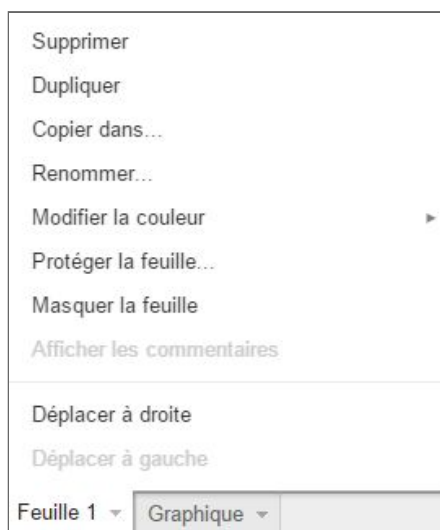 Supprimer
Dupliquer
Copier dans...
Renommer...
Modifier la couleur
Protéger la feuille...
Masquer la feuille
Afficher les commentaires
Déplacer à droite
Déplacer à gauche
Feuille 1 Graphique